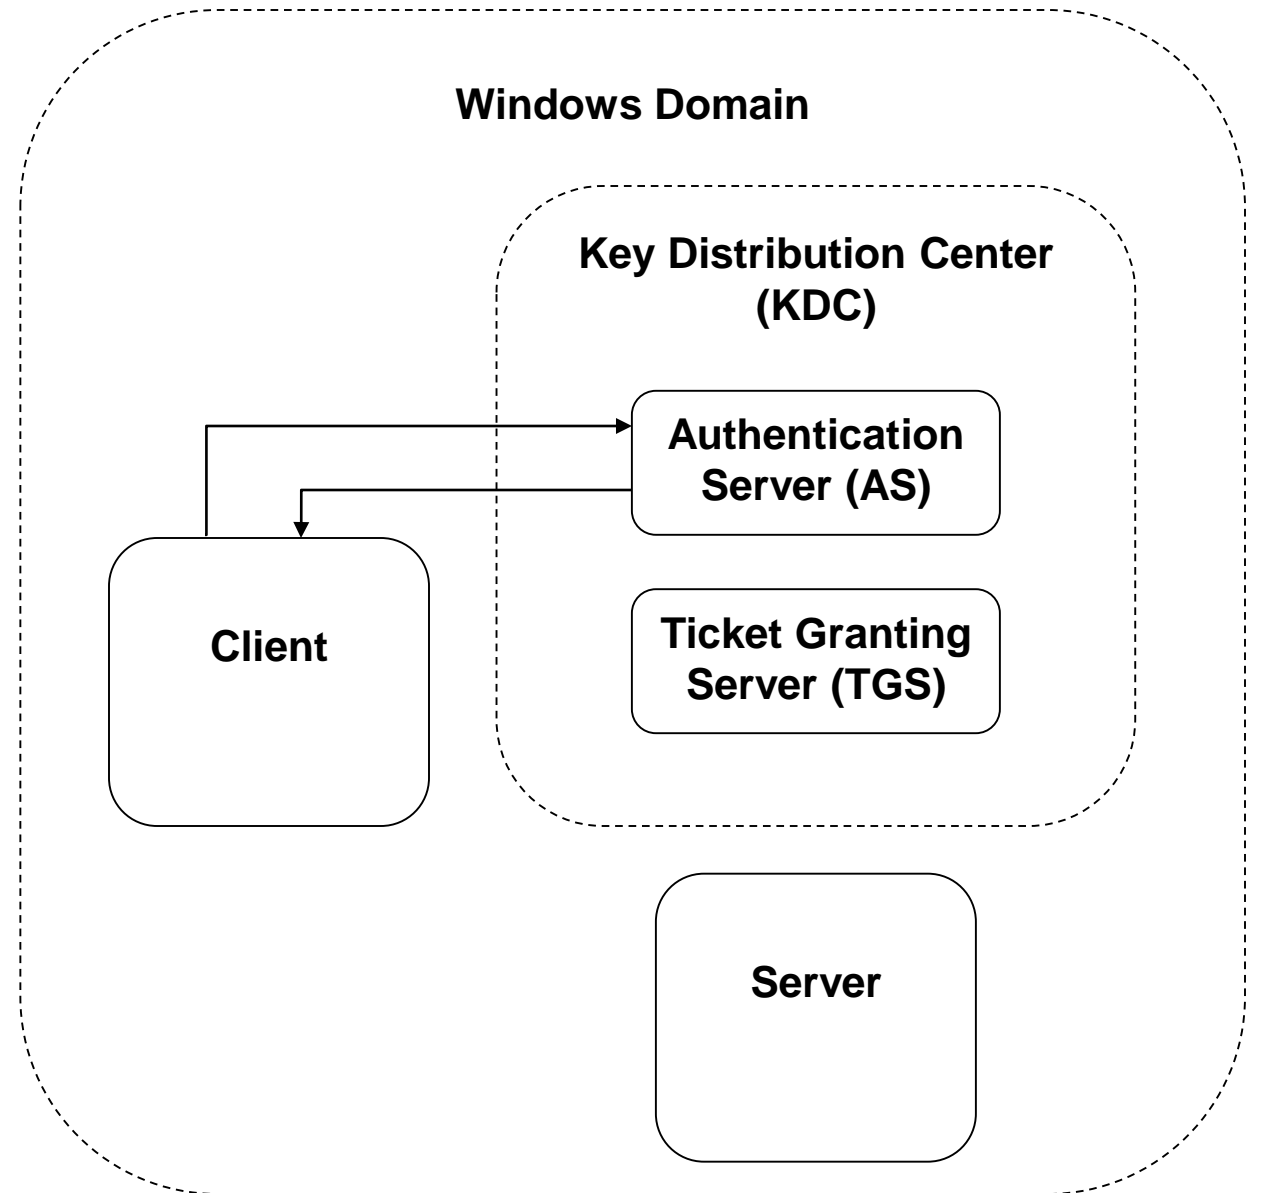 Windows Domain
Key Distribution Center
(KDC)
Authentication
Server (AS)
Client
Ticket Granting
Server (TGS)
Server